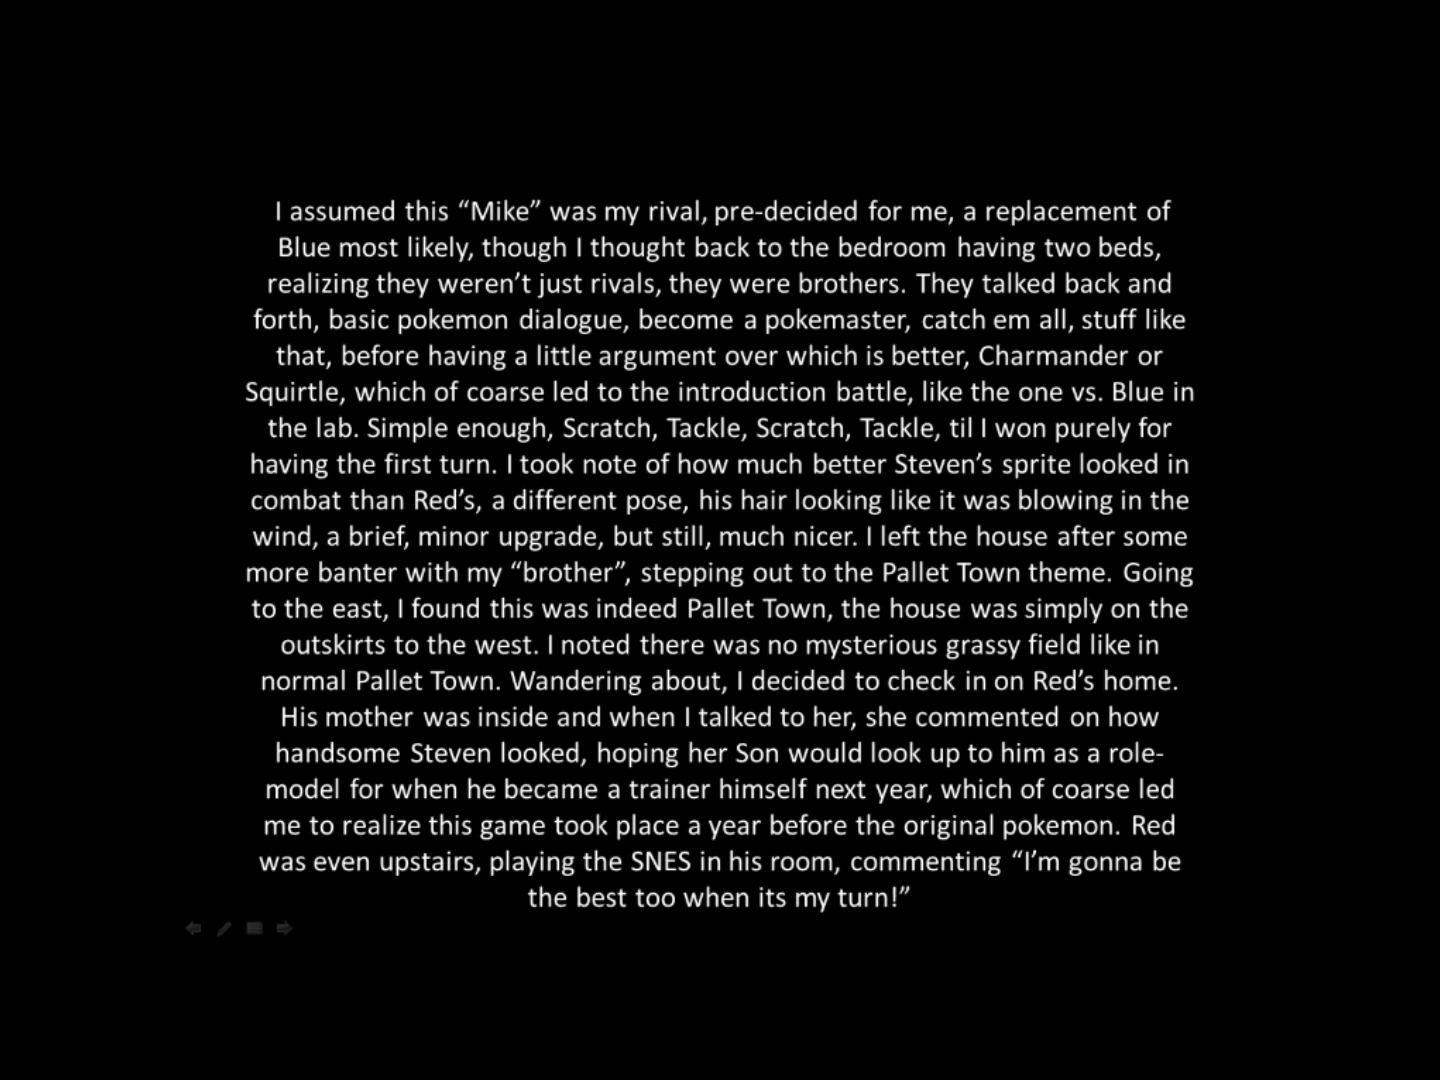 I assumed this “Mike” was my rival, pre-decided for me, a replacement of
Blue most likely, though I thought back to the bedroom having two beds,
realizing they weren’t just rivals, they were brothers. They talked back and
forth, basic pokemon dialogue, become a pokemaster, catch em all, stuff like
that, before having a little argument over which is better, Charmander or
Squirtle, which of coarse led to the introduction battle, like the one vs. Blue in
the lab. Simple enough, Scratch, Tackle, Scratch, Tackle, til I won purely for
having the first turn. I took note of how much better Steven’s sprite looked in
combat than Red’s, a different pose, his hair looking like it was blowing in the
wind, a brief, minor upgrade, but still, much nicer. I left the house after some
more banter with my “brother”, stepping out to the Pallet Town theme. Going
to the east, I found this was indeed Pallet Town, the house was simply on the
outskirts to the west. I noted there was no mysterious grassy field like in
normal Pallet Town. Wandering about, I decided to check in on Red’s home.
His mother was inside and when I talked to her, she commented on how
handsome Steven looked, hoping her Son would look up to him as a role-
model for when he became a trainer himself next year, which of coarse led
me to realize this game took place a year before the original pokemon. Red
was even upstairs, playing the SNES in his room, commenting “I’m gonna be
the best too when its my turn!”